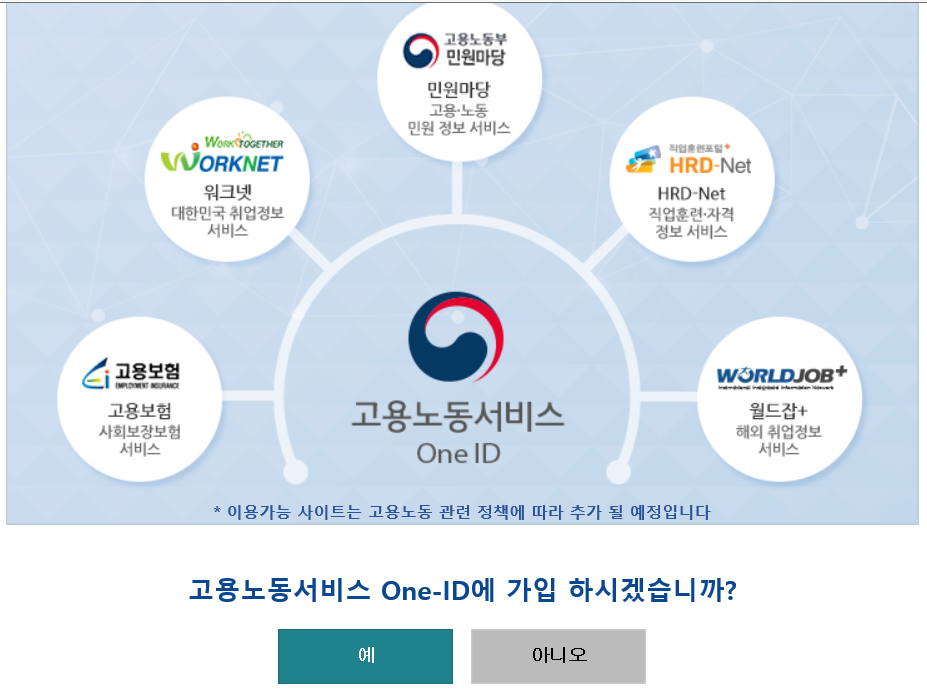 고용노동부
민원마당
민원마당
고용·노동
민원 정보 서비스
WORKTOGETHER
WORKNET
워크넷
대한민국 취업정보
서비스
직업훈련포털+
HRD-Net
HRD-Net
직업훈련·자격
정보 서비스
고용보험
EMPLOYMENT INSURANCE
고용보험
사회보장보험
서비스
고용노동서비스
One ID
WORLDJOB+
월드잡+
해외 취업정보
서비스
* 이용가능 사이트는 고용노동 관련 정책에 따라 추가 될 예정입니다
고용노동서비스 One-ID에 가입 하시겠습니까?
예
아니오